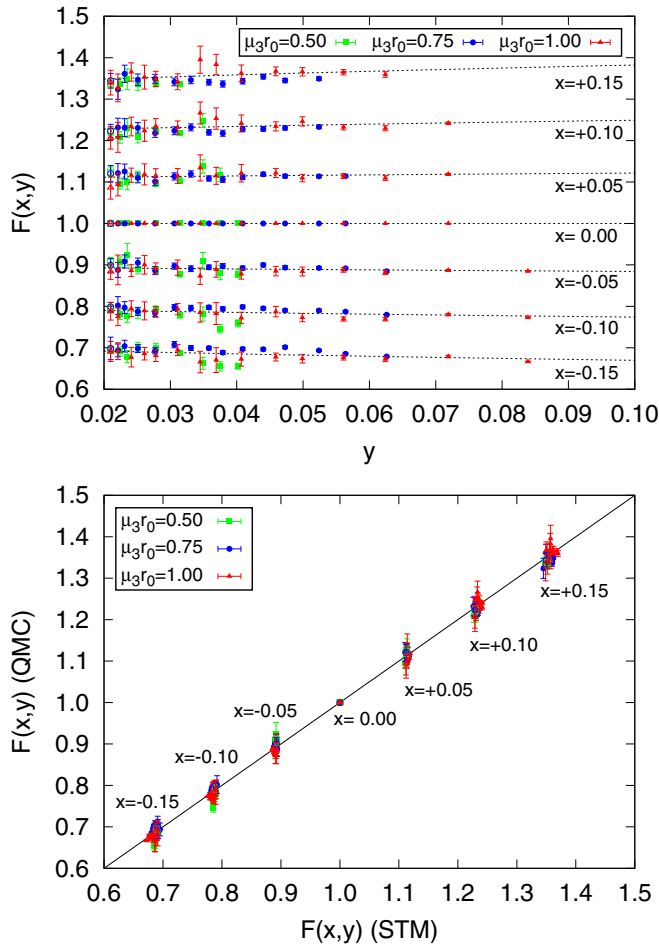 1.5
μ₃r₀=0.50 μ₃r₀=0.75 μ₃r₀=1.00
1.4
x=+0.15
1.3
x=+0.10
1.2
x=+0.05
1.1
F(x,y)
1.0
x= 0.00
0.9
x=-0.05
0.8
x=-0.10
0.7
x=-0.15
0.6
0.02 0.03 0.04 0.05 0.06 0.07 0.08 0.09 0.10
y
1.5
μ₃r₀=0.50
μ₃r₀=0.75
1.4
μ₃r₀=1.00
1.3
x=+0.15
1.2
x=+0.10
1.1
F(x,y) (QMC)
x=+0.05
1.0
x=-0.05
x= 0.00
0.9
x=-0.10
0.8
x=-0.15
0.7
0.6
0.6 0.7 0.8 0.9 1.0 1.1 1.2 1.3 1.4 1.5
F(x,y) (STM)